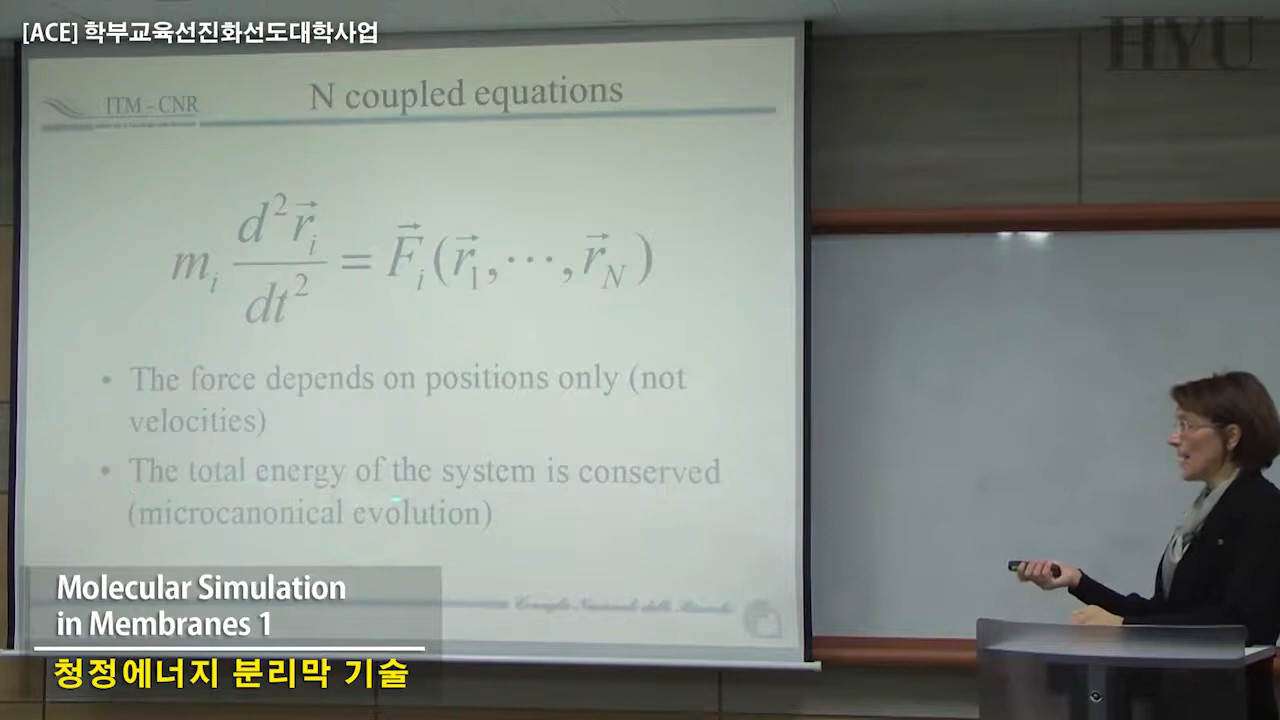 [ACE] 학부교육선진화선도대학사업
HYU
ITM - CNR
N coupled equations
m_i d²r⃗_i / dt² = F⃗_i(r⃗_1, ⋯, r⃗_N)
• The force depends on positions only (not
velocities)
• The total energy of the system is conserved
(microcanonical evolution)
Molecular Simulation
in Membranes 1
청정에너지 분리막 기술